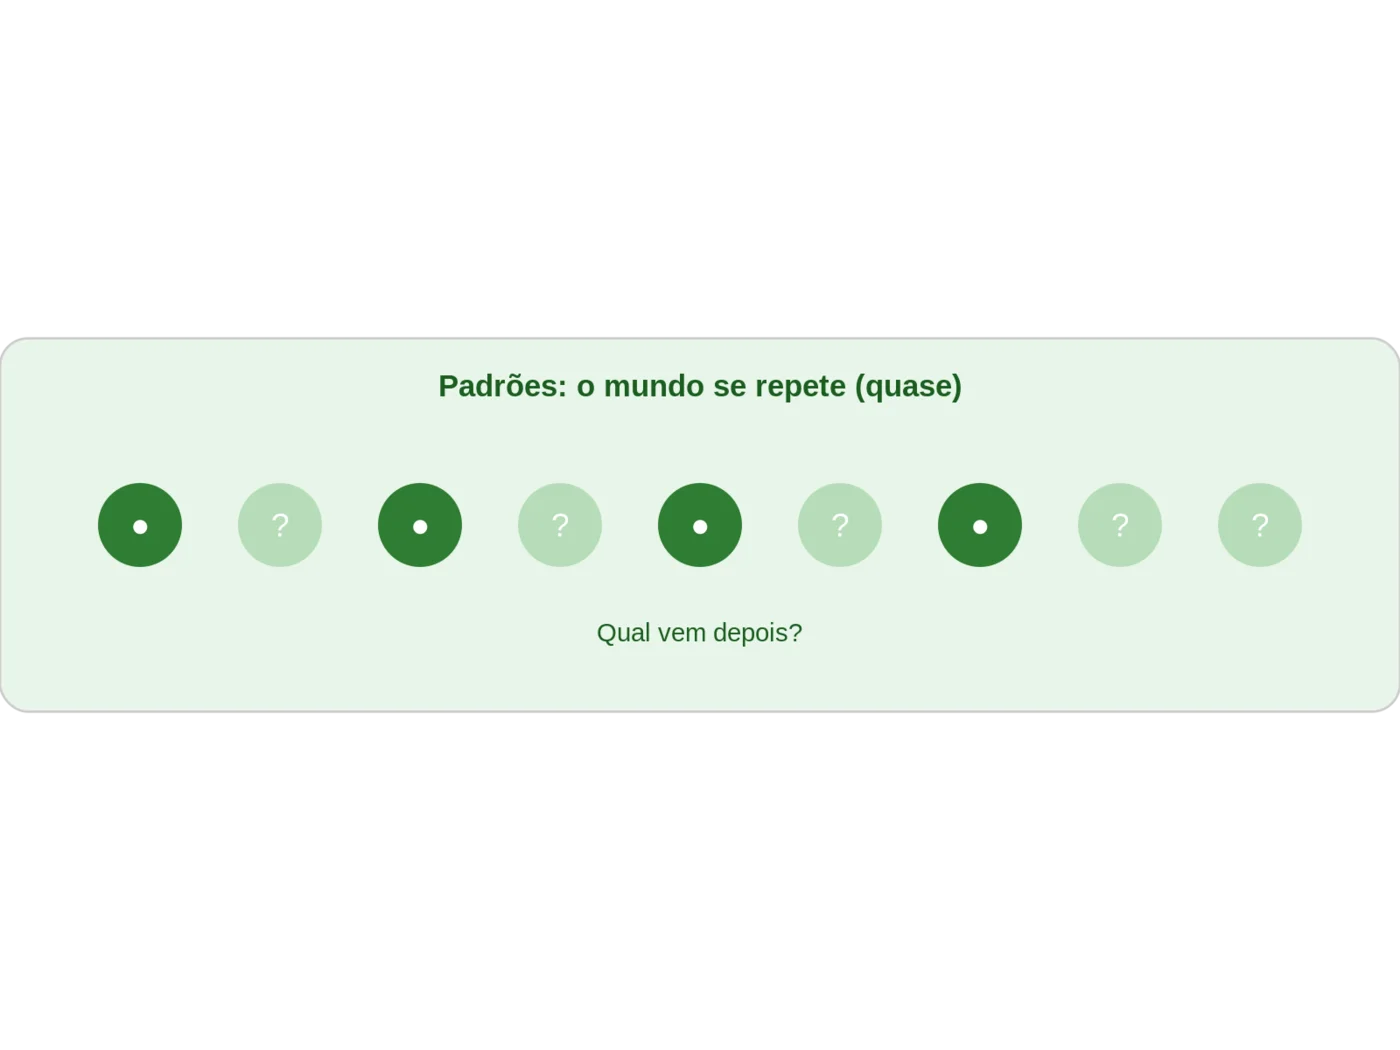 Padrões: o mundo se repete (quase)
● ? ● ? ● ? ● ? ?
Qual vem depois?